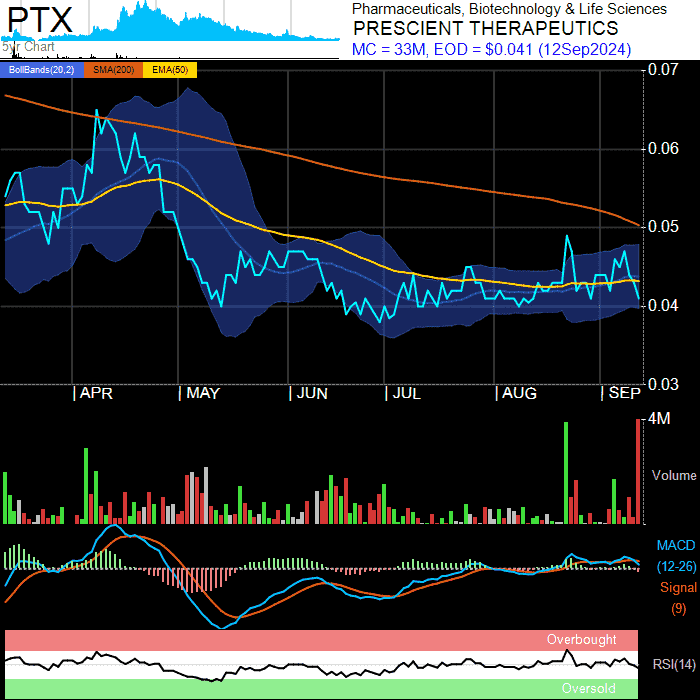 PTX
5yr Chart
Pharmaceuticals, Biotechnology & Life Sciences
PRESCIENT THERAPEUTICS
MC = 33M, EOD = $0.041 (12Sep2024)
BollBands(20,2) SMA(200) EMA(50)
0.07
0.06
0.05
0.04
0.03
APR MAY JUN JUL AUG SEP
4M
Volume
MACD
(12-26)
Signal
(9)
Overbought
RSI(14)
Oversold